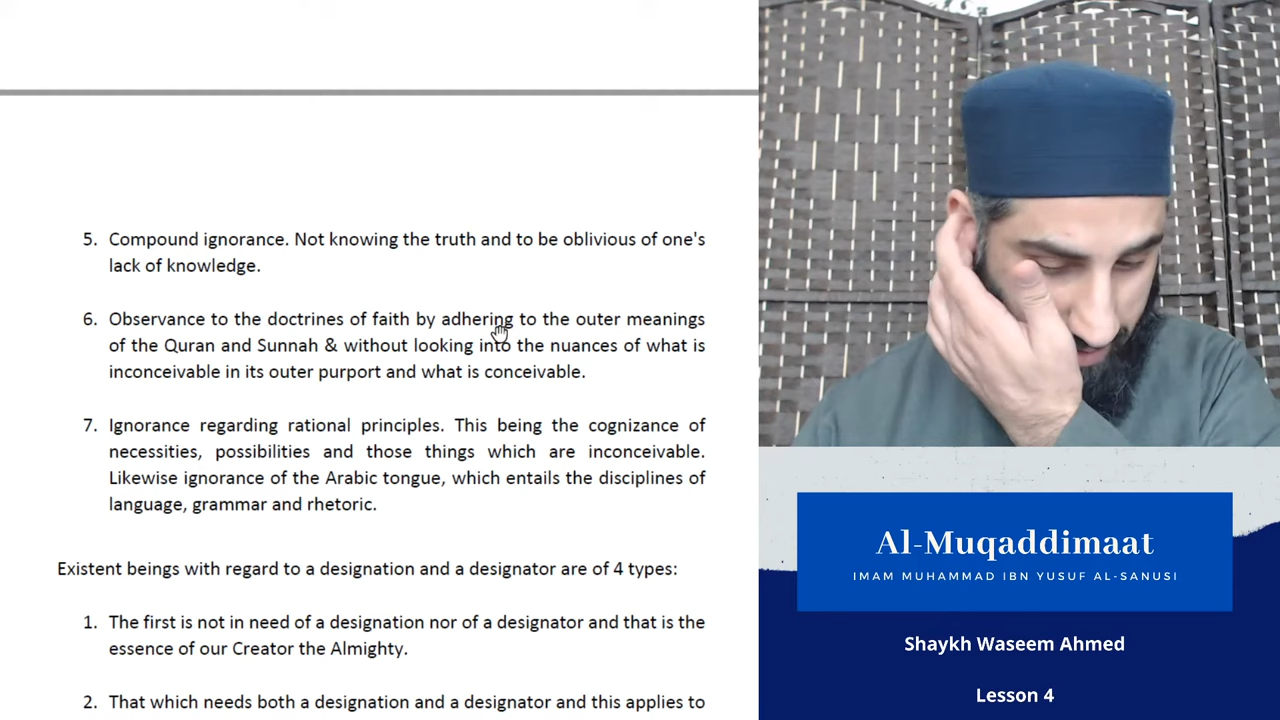 5. Compound ignorance. Not knowing the truth and to be oblivious of one's
lack of knowledge.
6. Observance to the doctrines of faith by adhering to the outer meanings
of the Quran and Sunnah & without looking into the nuances of what is
inconceivable in its outer purport and what is conceivable.
7. Ignorance regarding rational principles. This being the cognizance of
necessities, possibilities and those things which are inconceivable.
Likewise ignorance of the Arabic tongue, which entails the disciplines of
language, grammar and rhetoric.
Existent beings with regard to a designation and a designator are of 4 types:
1. The first is not in need of a designation nor of a designator and that is the
essence of our Creator the Almighty.
2. That which needs both a designation and a designator and this applies to
Al-Muqaddimaat
IMAM MUHAMMAD IBN YUSUF AL-SANUSI
Shaykh Waseem Ahmed
Lesson 4